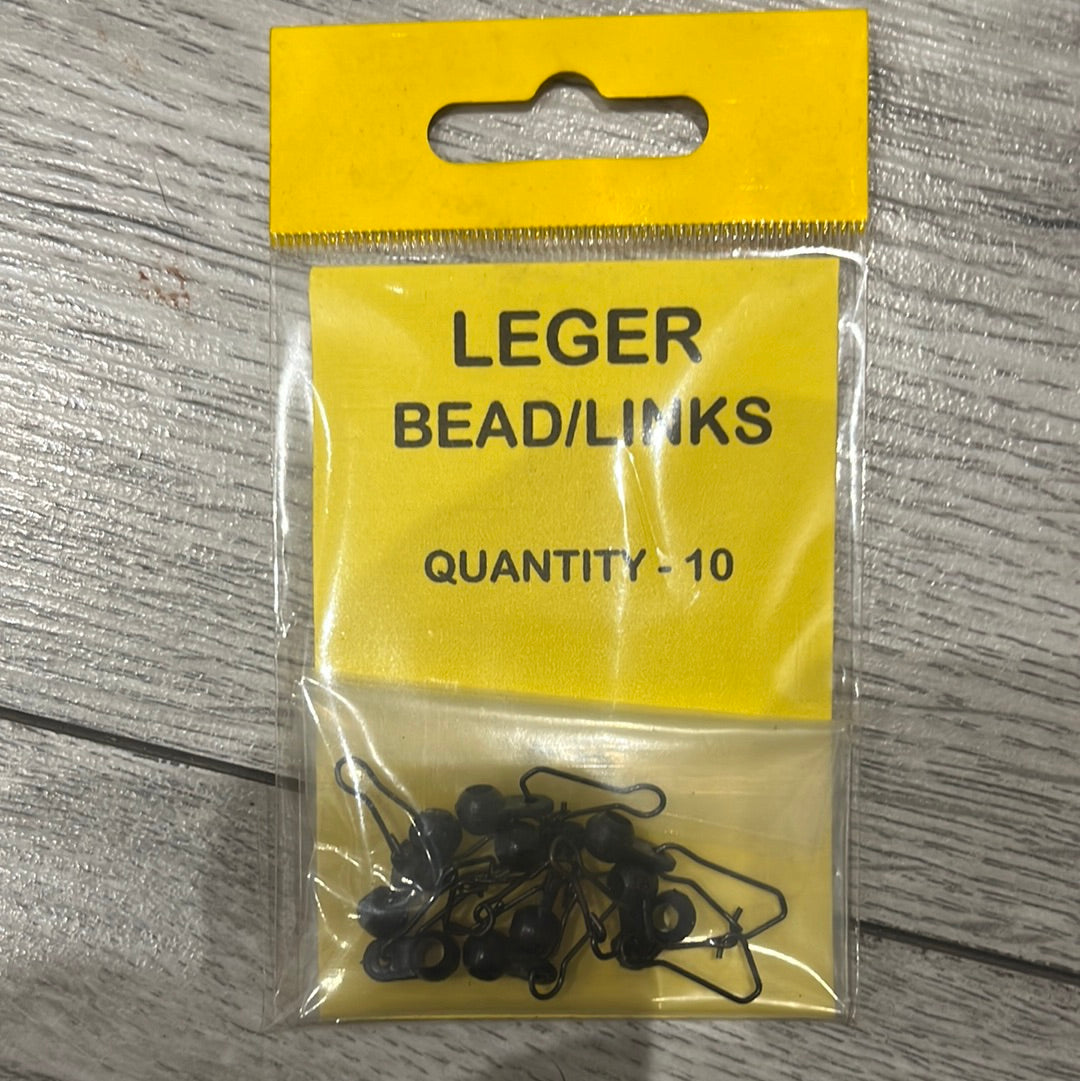 LEGER
BEAD/LINKS
QUANTITY - 10